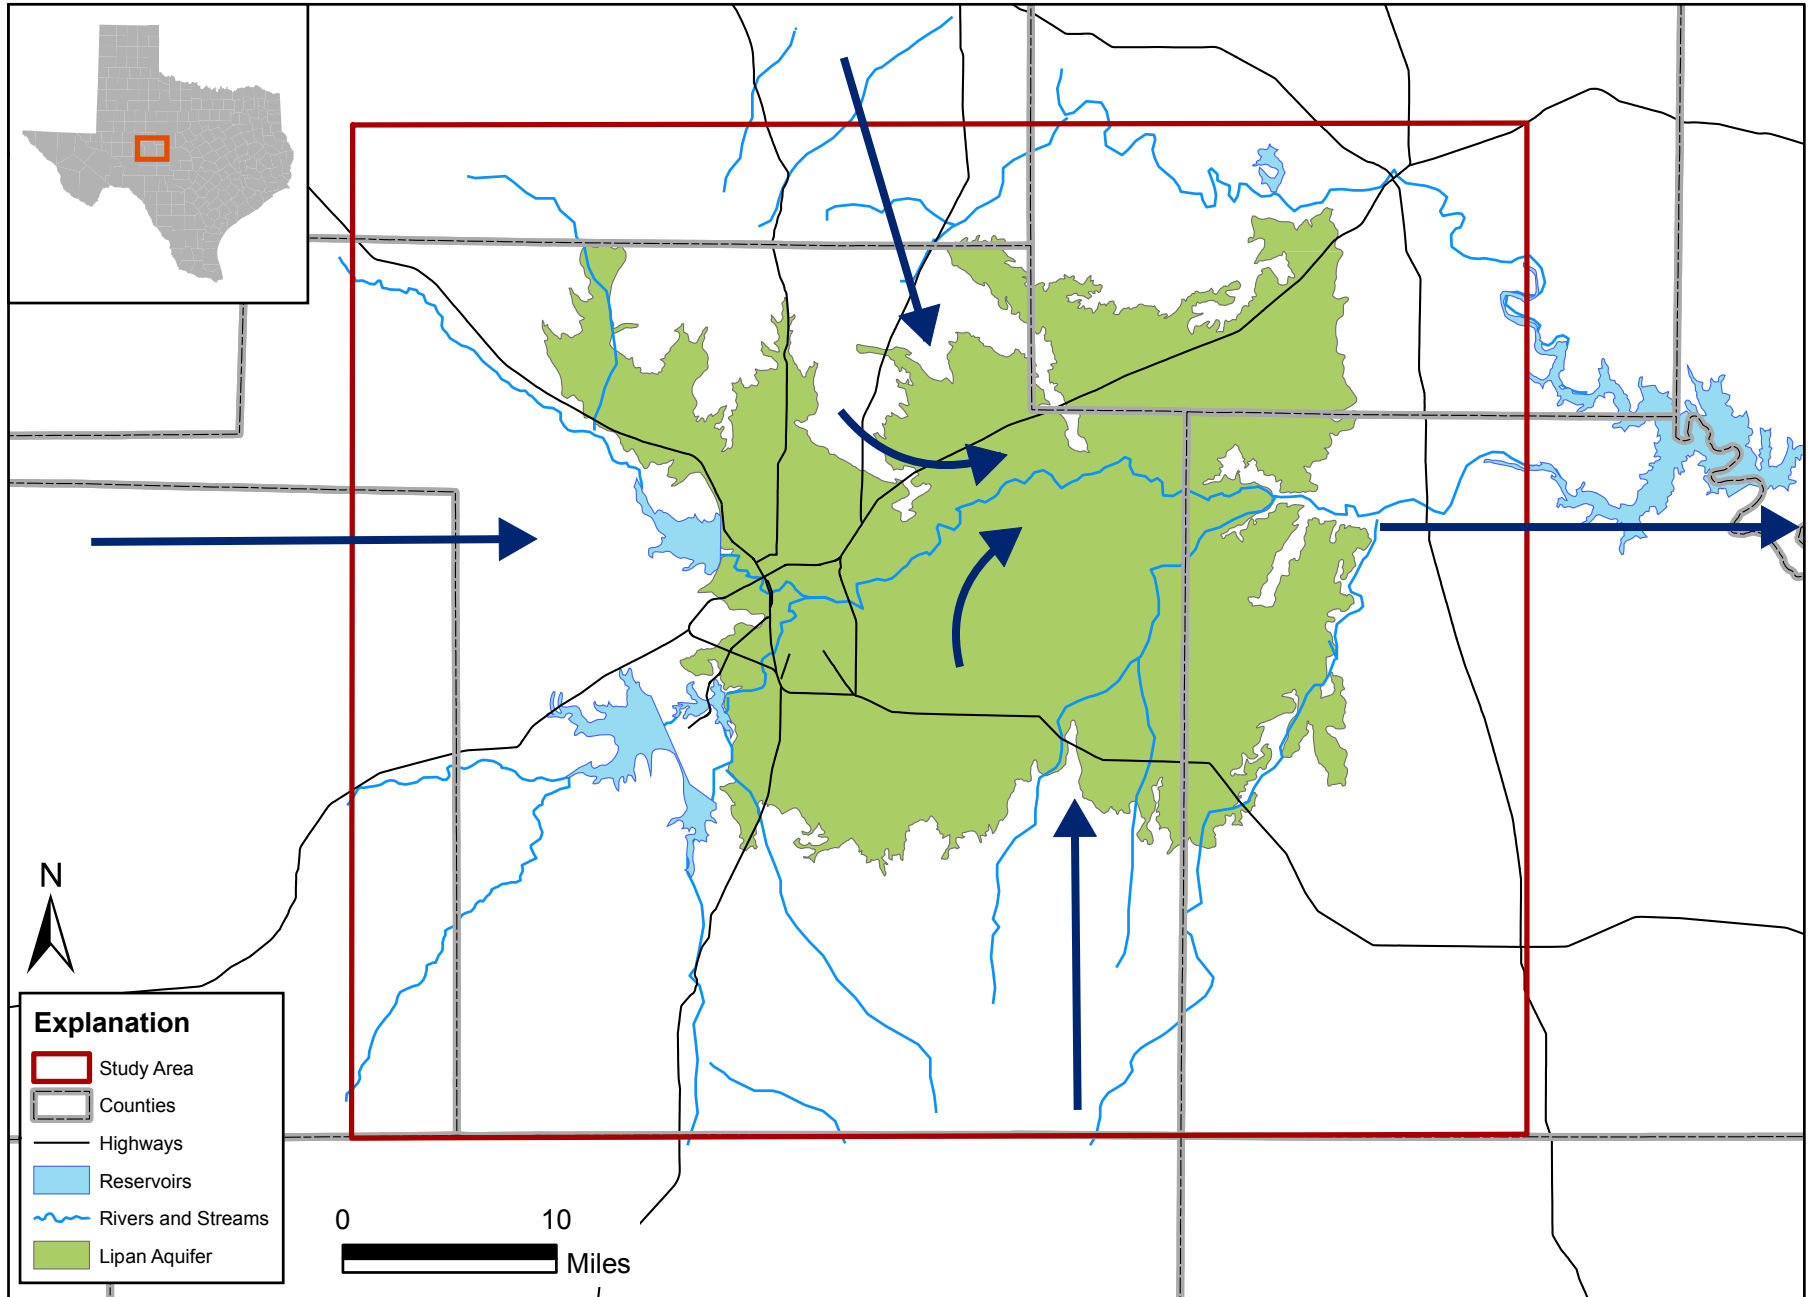 N
Explanation
Study Area
Counties
Highways
Reservoirs
Rivers and Streams
Lipan Aquifer
0 10
Miles